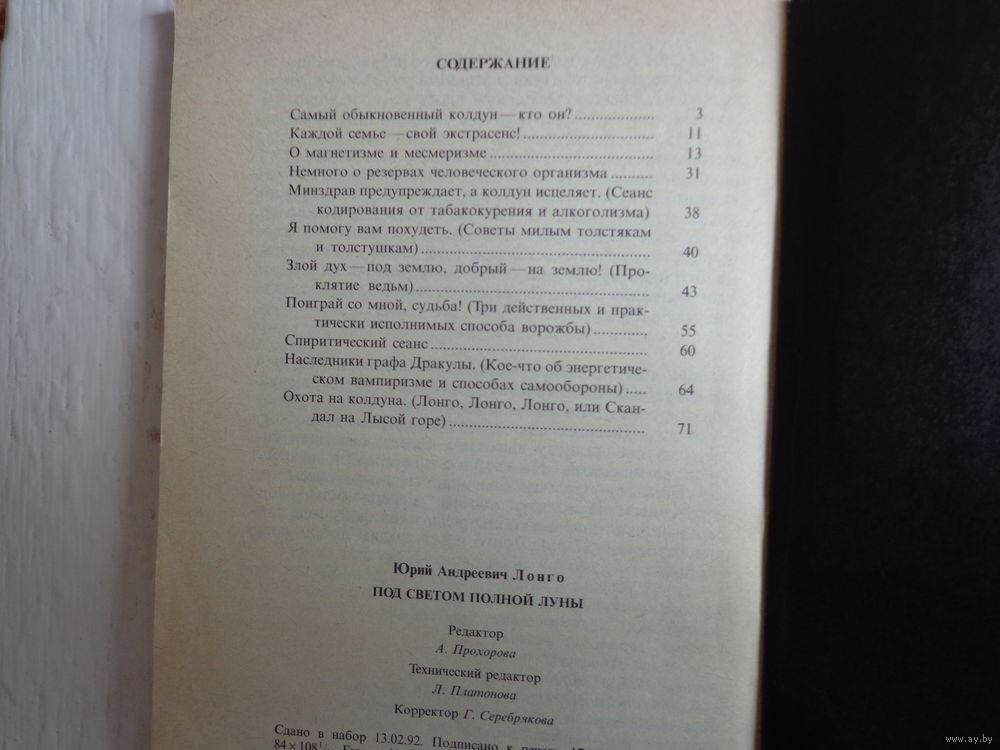 СОДЕРЖАНИЕ
Самый обыкновенный колдун — кто он? .................... 3
Каждой семье — свой экстрасенс! ................................ 11
О магнетизме и месмеризме ........................................ 13
Немного о резервах человеческого организма .......... 31
Минздрав предупреждает, а колдун исцеляет. (Сеанс
кодирования от табакокурения и алкоголизма) 38
Я помогу вам похудеть. (Советы милым толстякам
и толстушкам) .......................................................... 40
Злой дух — под землю, добрый — на землю! (Про-
клятие ведьм) .......................................................... 43
Поиграй со мной, судьба! (Три действенных и прак-
тически исполнимых способа ворожбы) ............. 55
Спиритический сеанс ...................................................... 60
Наследники графа Дракулы. (Кое-что об энергетиче-
ском вампиризме и способах самообороны) ..... 64
Охота на колдуна. (Лонго, Лонго, Лонго, или Скан-
дал на Лысой горе) ................................................. 71
Юрий Андреевич Лонго
ПОД СВЕТОМ ПОЛНОЙ ЛУНЫ
Редактор
А. Прохорова
Технический редактор
Л. Платонова
Корректор Г. Серебрякова
Сдано в набор 13.02.92. Подписано к
84×108
www.ay.by